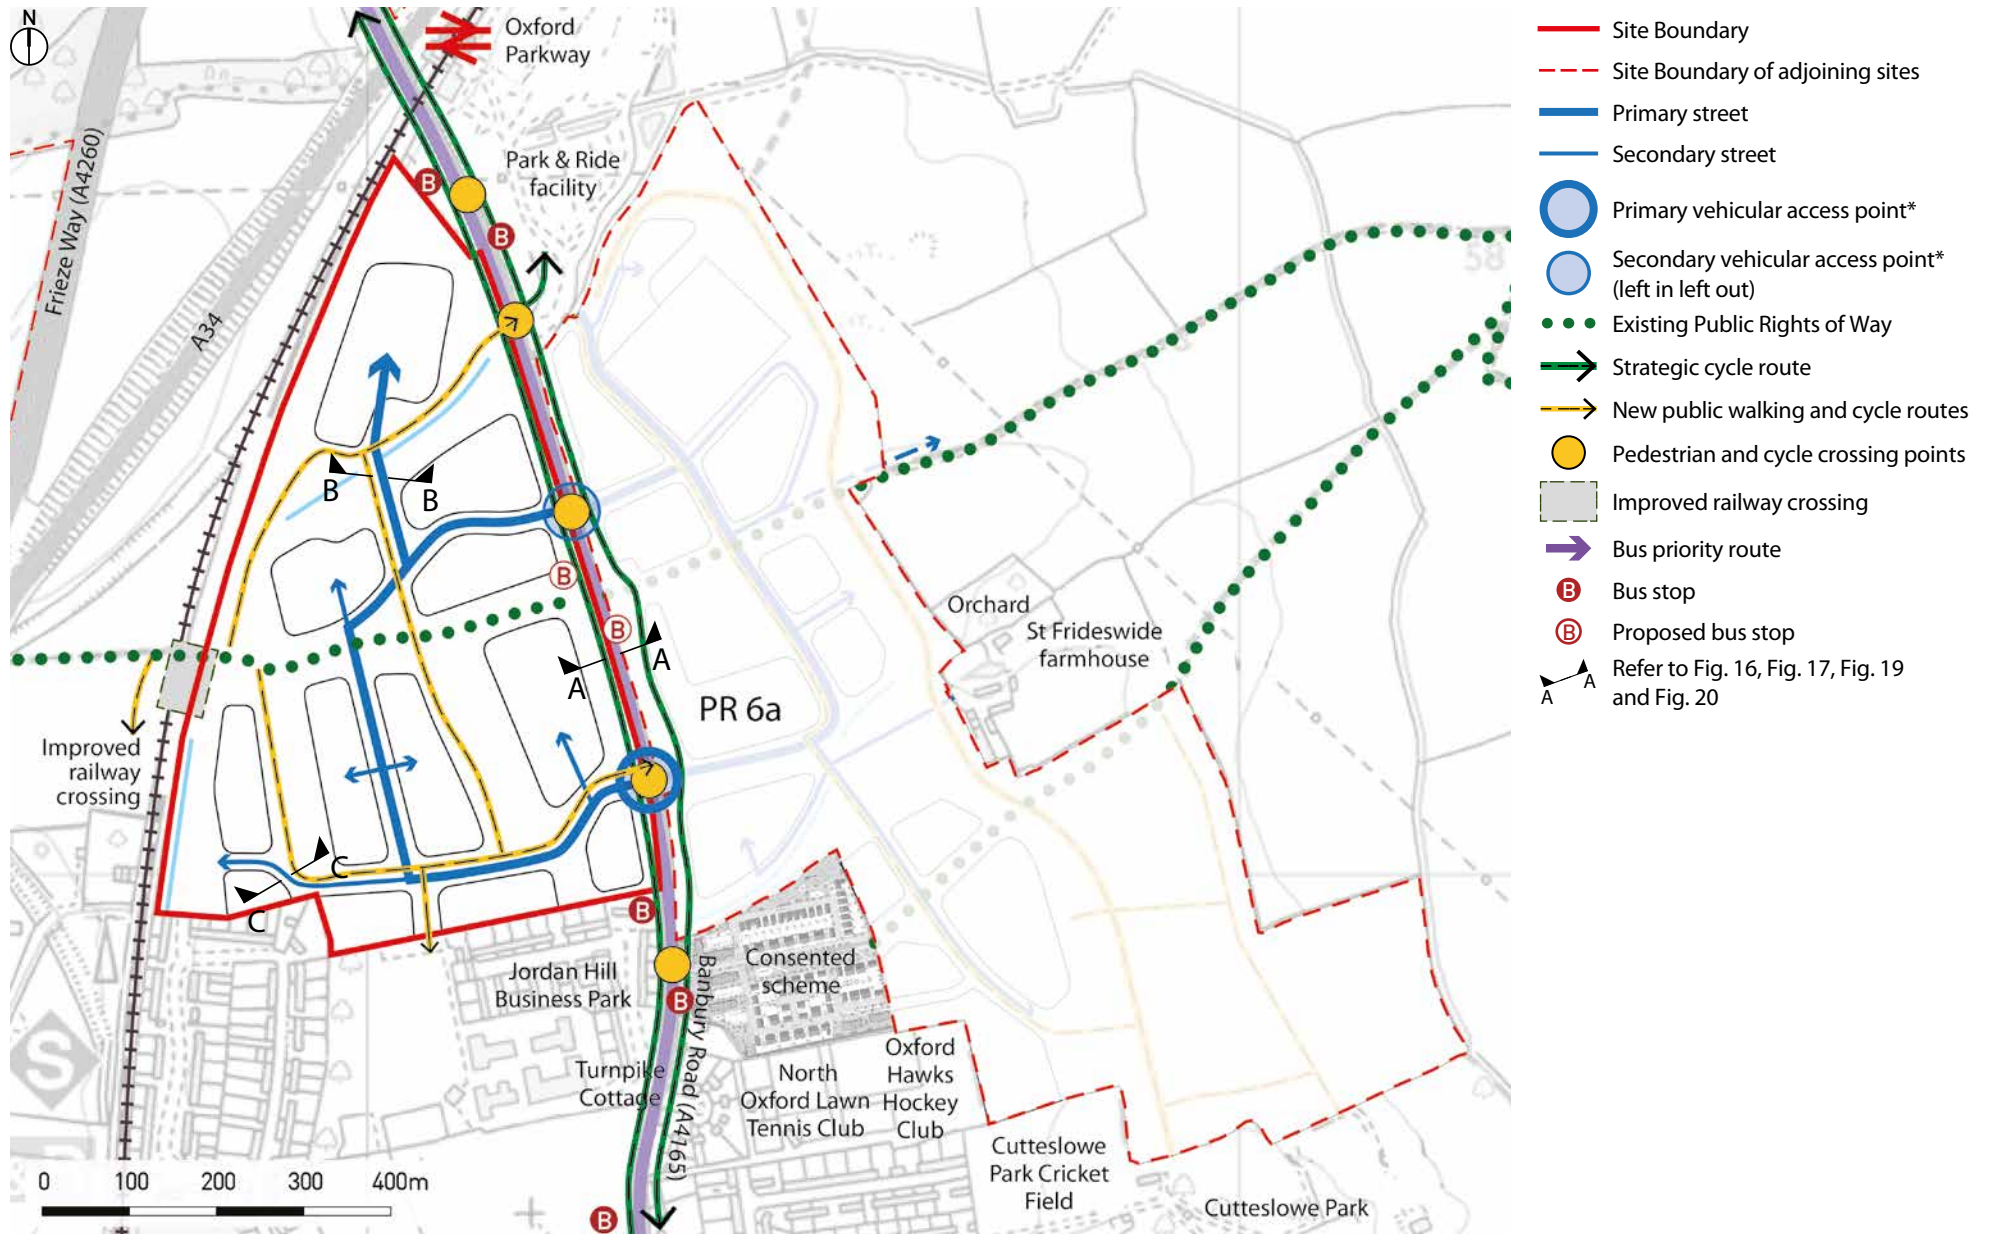 N
Oxford
Parkway
Park & Ride
facility
Frieze Way (A4260)
A34
B
B
B
B
B
B
A
A
C
C
58
Orchard
St Frideswide
farmhouse
PR 6a
Improved
railway
crossing
Jordan Hill
Business Park
Consented
scheme
Banbury Road (A4165)
Turnpike
Cottage
North
Oxford Lawn
Tennis Club
Oxford
Hawks
Hockey
Club
Cutteslowe
Park Cricket
Field
Cutteslowe Park
S
B
B
B
0 100 200 300 400m
Site Boundary
Site Boundary of adjoining sites
Primary street
Secondary street
Primary vehicular access point*
Secondary vehicular access point*
(left in left out)
Existing Public Rights of Way
Strategic cycle route
New public walking and cycle routes
Pedestrian and cycle crossing points
Improved railway crossing
Bus priority route
B Bus stop
B Proposed bus stop
A A Refer to Fig. 16, Fig. 17, Fig. 19
and Fig. 20